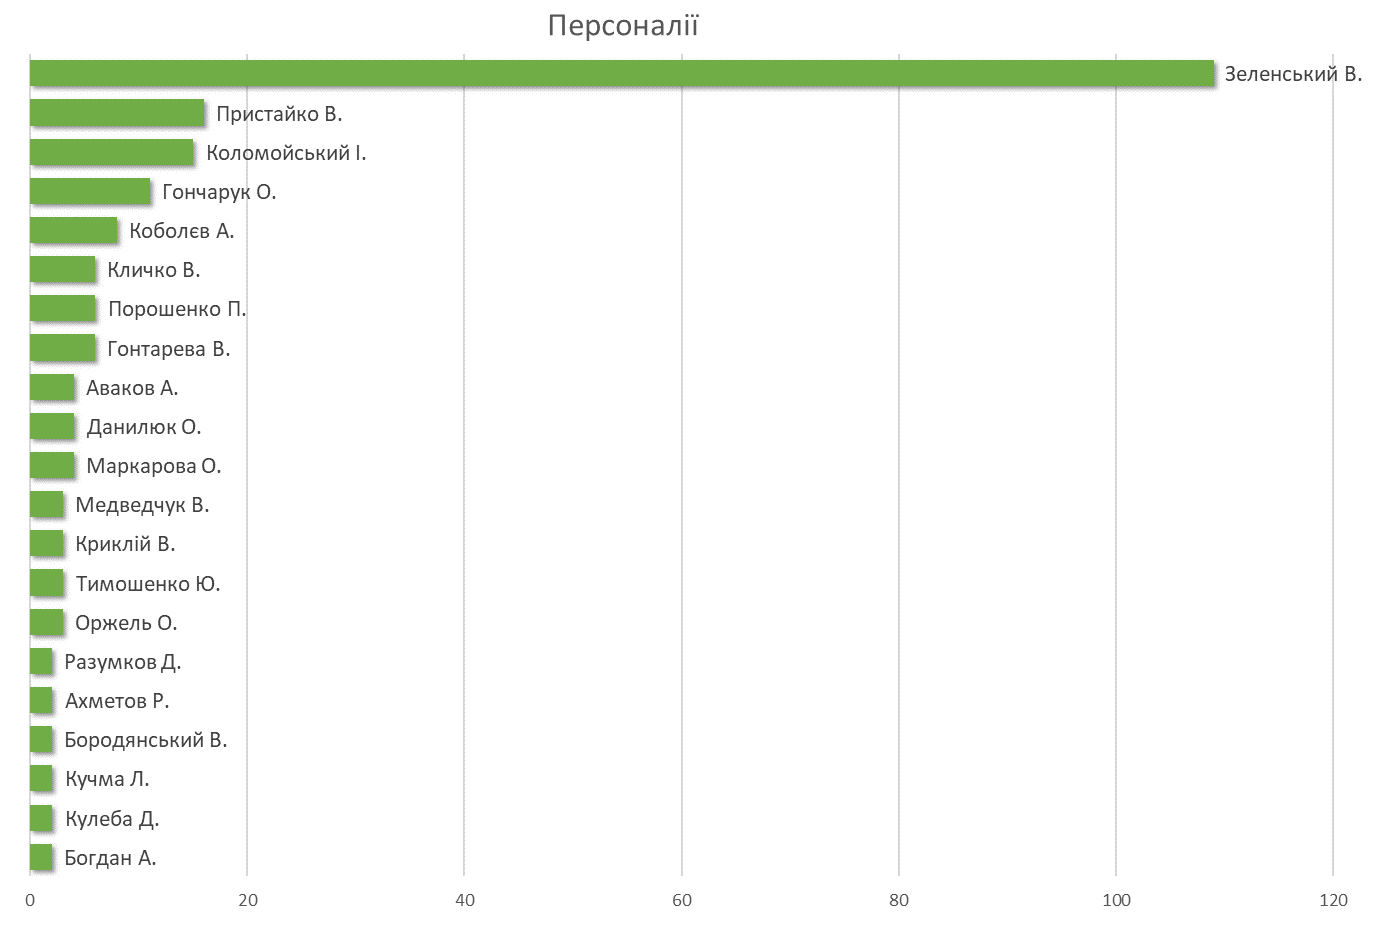 Персоналії
Зеленський В.
Пристайко В.
Коломойський І.
Гончарук О.
Коболєв А.
Кличко В.
Порошенко П.
Гонтарева В.
Аваков А.
Данилюк О.
Маркарова О.
Медведчук В.
Криклій В.
Тимошенко Ю.
Оржель О.
Разумков Д.
Ахметов Р.
Бородянський В.
Кучма Л.
Кулеба Д.
Богдан А.
0 20 40 60 80 100 120